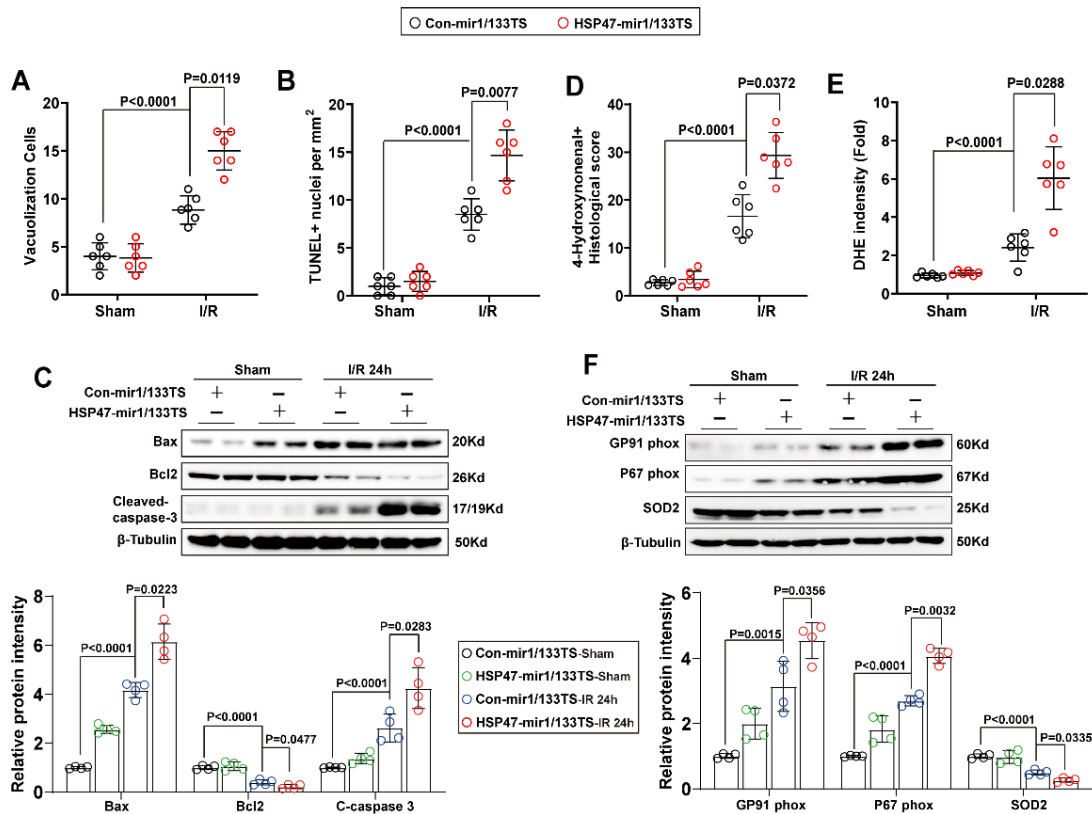 Con-mir1/133TS HSP47-mir1/133TS
A
Vacuolization Cells
20
15
10
5
0
P<0.0001
P=0.0119
Sham I/R
B
TUNEL+ nuclei per mm²
20
15
10
5
0
P<0.0001
P=0.0077
Sham I/R
D
4-Hydroxynonenal+
Histological score
40
30
20
10
0
P<0.0001
P=0.0372
Sham I/R
E
DHE indensity (Fold)
10
8
6
4
2
0
P<0.0001
P=0.0288
Sham I/R
C
Sham I/R 24h
Con-mir1/133TS + − + −
HSP47-mir1/133TS − + − +
Bax 20Kd
Bcl2 26Kd
Cleaved-
caspase-3 17/19Kd
β-Tubulin 50Kd
Relative protein intensity
8
6
4
2
0
P<0.0001
P=0.0223
P<0.0001
P=0.0477
P<0.0001
P=0.0283
Bax Bcl2 C-caspase 3
Con-mir1/133TS-Sham
HSP47-mir1/133TS-Sham
Con-mir1/133TS-IR 24h
HSP47-mir1/133TS-IR 24h
F
Sham I/R 24h
Con-mir1/133TS + − + −
HSP47-mir1/133TS − + − +
GP91 phox 60Kd
P67 phox 67Kd
SOD2 25Kd
β-Tubulin 50Kd
Relative protein intensity
6
4
2
0
P=0.0015
P=0.0356
P<0.0001
P=0.0032
P<0.0001
P=0.0335
GP91 phox P67 phox SOD2